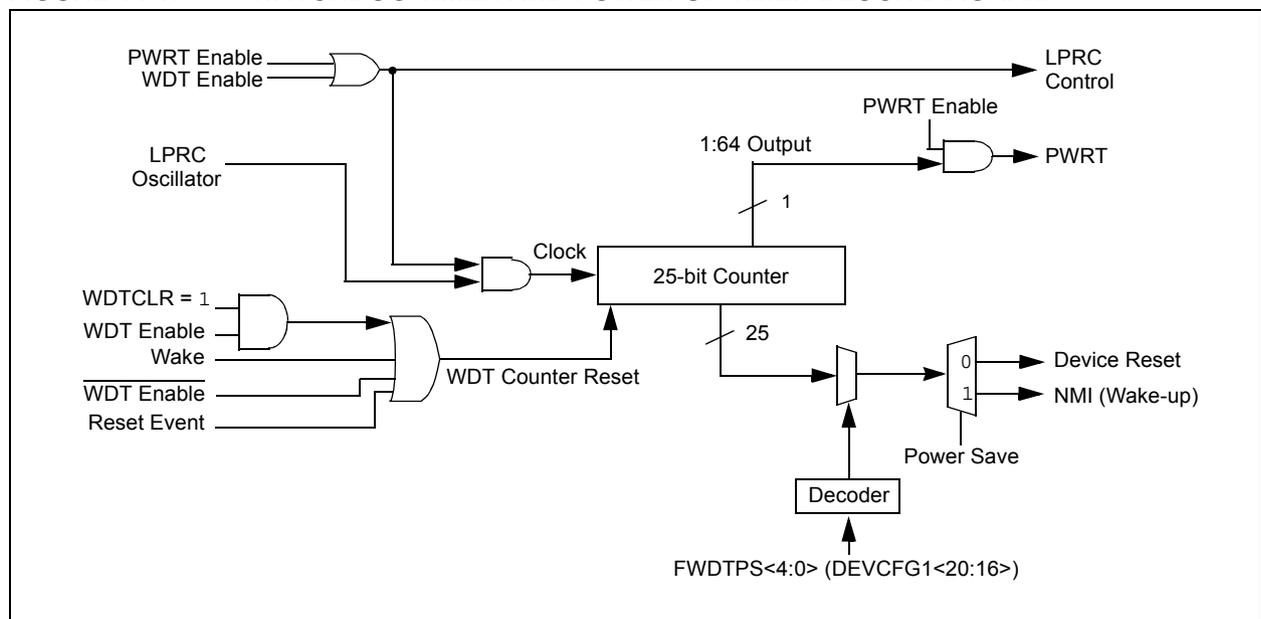 PWRT Enable
WDT Enable
LPRC
Control
PWRT Enable
1:64 Output
LPRC
Oscillator
PWRT
1
Clock
25-bit Counter
WDTCLR = 1
WDT Enable
25
Wake
WDT Counter Reset
WDT Enable
Reset Event
0
Device Reset
1
NMI (Wake-up)
Power Save
Decoder
FWDTPS<4:0> (DEVCFG1<20:16>)